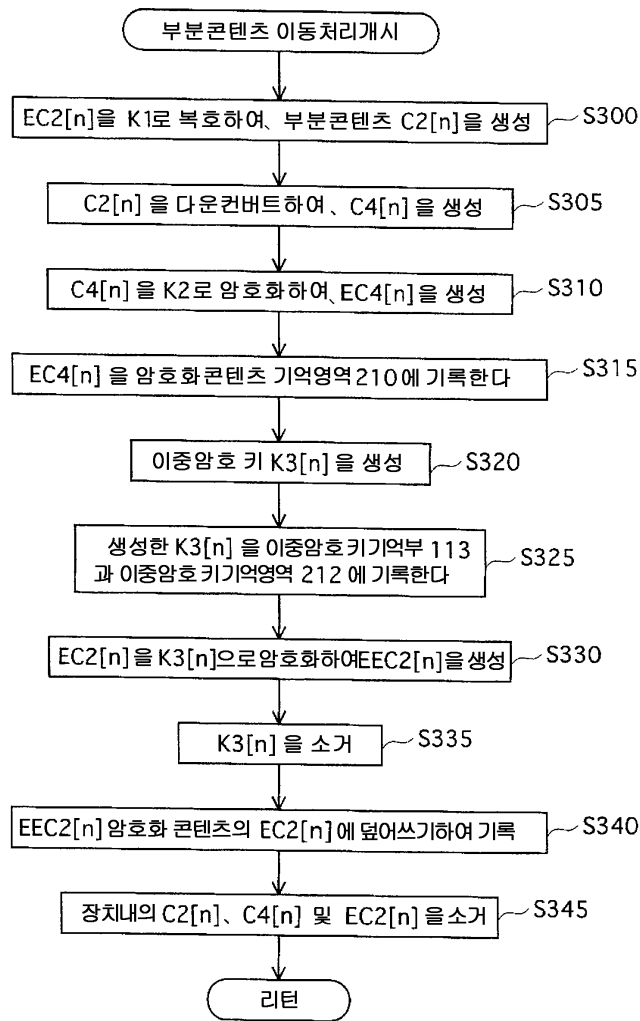 부분콘텐츠 이동처리개시
EC2[n]을 K1로 복호하여、부분콘텐츠 C2[n]을 생성
S300
C2[n]을 다운컨버트하여、C4[n]을 생성
S305
C4[n]을 K2로 암호화하여、EC4[n]을 생성
S310
EC4[n]을 암호화콘텐츠 기억영역210에 기록한다
S315
이중암호 키 K3[n]을 생성
S320
생성한 K3[n]을 이중암호키기억부 113
과 이중암호키기억영역 212에 기록한다
S325
EC2[n]을 K3[n]으로암호화하여EEC2[n]을 생성
S330
K3[n]을 소거
S335
EEC2[n]암호화 콘텐츠의 EC2[n]에 덮어쓰기하여 기록
S340
장치내의 C2[n]、C4[n] 및 EC2[n]을소거
S345
리턴